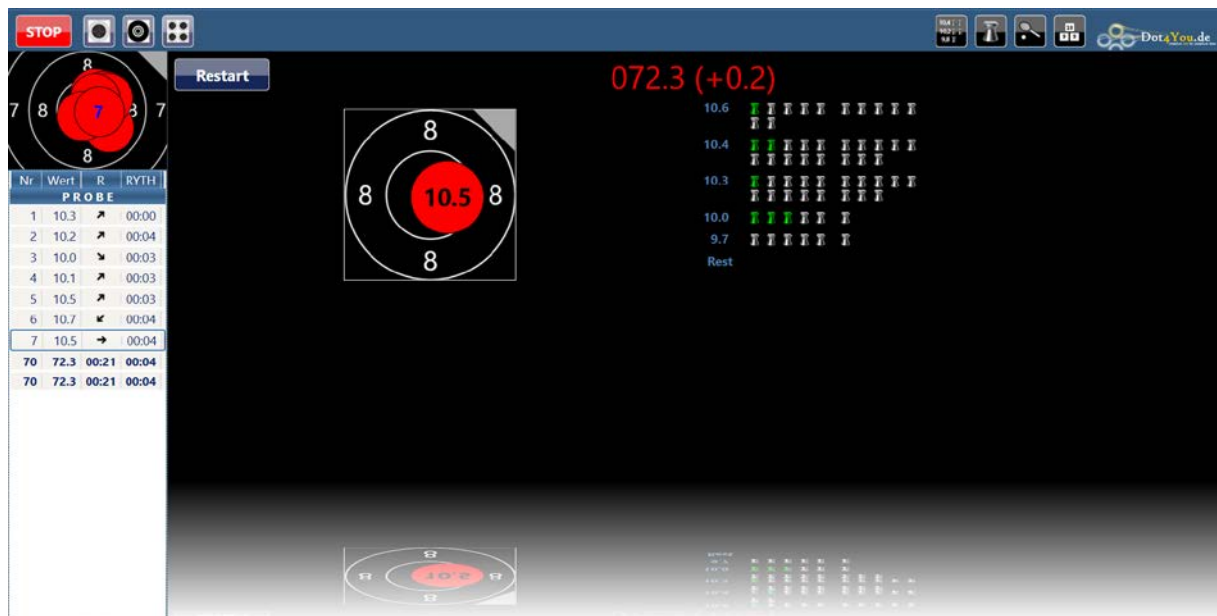 STOP
Dot4You.de
8
7 8 7 8 7
8
Restart
072.3 (+0.2)
8
8 10.5 8
8
10.6
10.4
10.3
10.0
9.7
Rest
Nr Wert R RYTH
PROBE
1 10.3 ↗ 00:00
2 10.2 ↗ 00:04
3 10.0 ↘ 00:03
4 10.1 ↗ 00:03
5 10.5 ↗ 00:03
6 10.7 ↙ 00:04
7 10.5 → 00:04
70 72.3 00:21 00:04
70 72.3 00:21 00:04